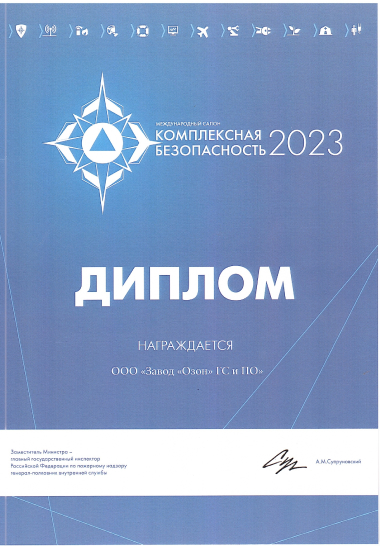 МЕЖДУНАРОДНЫЙ САЛОН
КОМПЛЕКСНАЯ
БЕЗОПАСНОСТЬ 2023
ДИПЛОМ
НАГРАЖДАЕТСЯ
ООО «Завод «Озон» ГС и ПО»
Заместитель Министра –
главный государственный инспектор
Российской Федерации по пожарному надзору
генерал-полковник внутренней службы
А.М.Супруновский